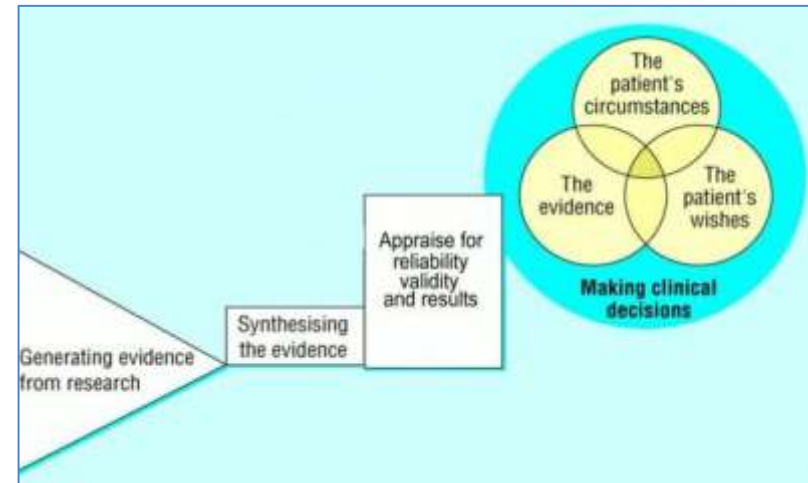 Generating evidence
from research
Synthesising
the evidence
Appraise for
reliability
validity
and results
The
patient's
circumstances
The
evidence
The
patient's
wishes
Making clinical
decisions